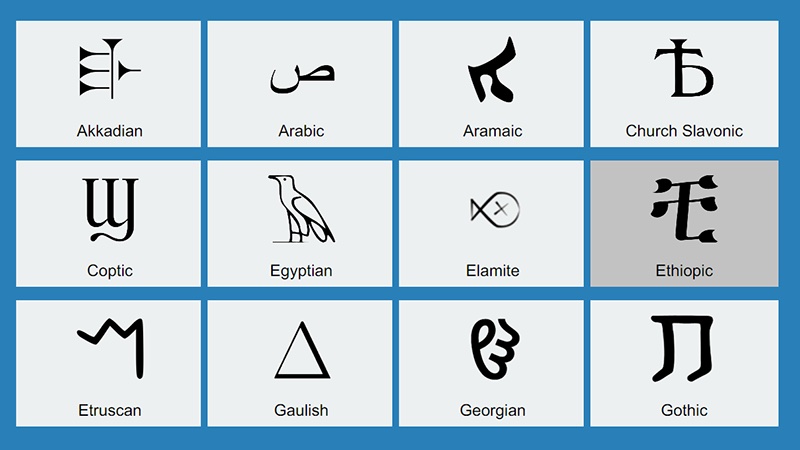 Akkadian
ص
Arabic
Aramaic
Ѣ
Church Slavonic
Ϣ
Coptic
Egyptian
Elamite
Ethiopic
Etruscan
Δ
Gaulish
Georgian
Gothic